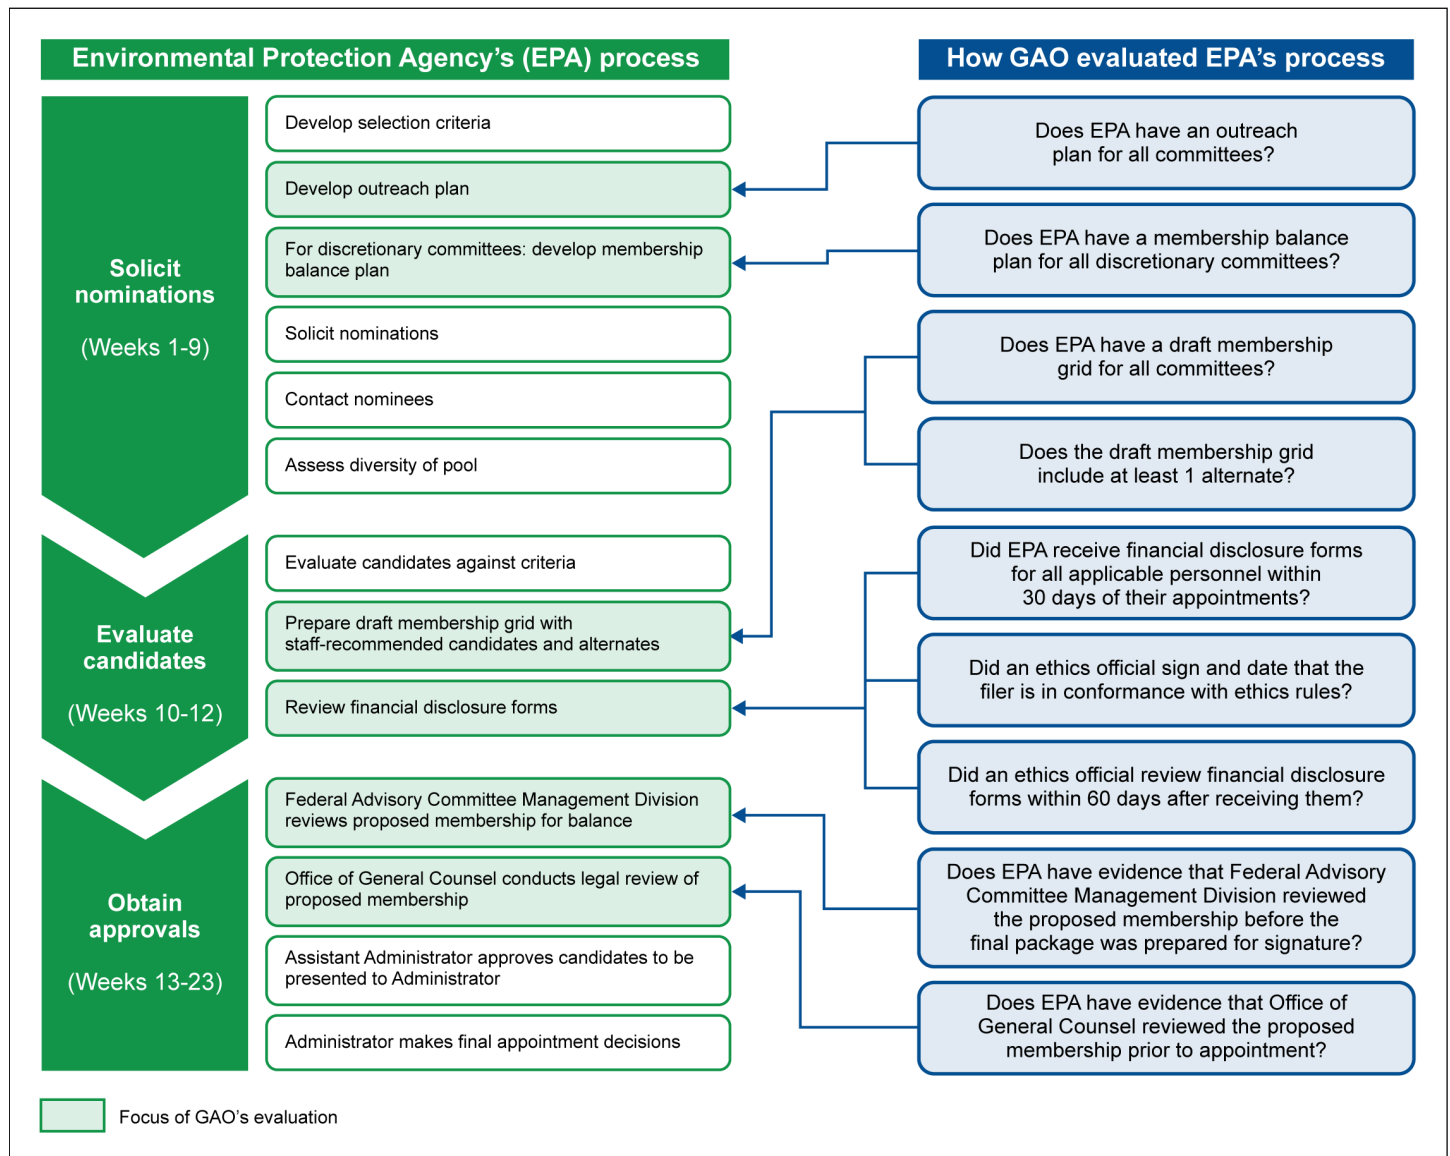 Environmental Protection Agency's (EPA) process
Solicit
nominations
(Weeks 1-9)
Develop selection criteria
Develop outreach plan
For discretionary committees: develop membership
balance plan
Solicit nominations
Contact nominees
Assess diversity of pool
Evaluate
candidates
(Weeks 10-12)
Evaluate candidates against criteria
Prepare draft membership grid with
staff-recommended candidates and alternates
Review financial disclosure forms
Obtain
approvals
(Weeks 13-23)
Federal Advisory Committee Management Division
reviews proposed membership for balance
Office of General Counsel conducts legal review of
proposed membership
Assistant Administrator approves candidates to be
presented to Administrator
Administrator makes final appointment decisions
How GAO evaluated EPA's process
Does EPA have an outreach
plan for all committees?
Does EPA have a membership balance
plan for all discretionary committees?
Does EPA have a draft membership
grid for all committees?
Does the draft membership grid
include at least 1 alternate?
Did EPA receive financial disclosure forms
for all applicable personnel within
30 days of their appointments?
Did an ethics official sign and date that the
filer is in conformance with ethics rules?
Did an ethics official review financial disclosure
forms within 60 days after receiving them?
Does EPA have evidence that Federal Advisory
Committee Management Division reviewed
the proposed membership before the
final package was prepared for signature?
Does EPA have evidence that Office of
General Counsel reviewed the proposed
membership prior to appointment?
Focus of GAO's evaluation